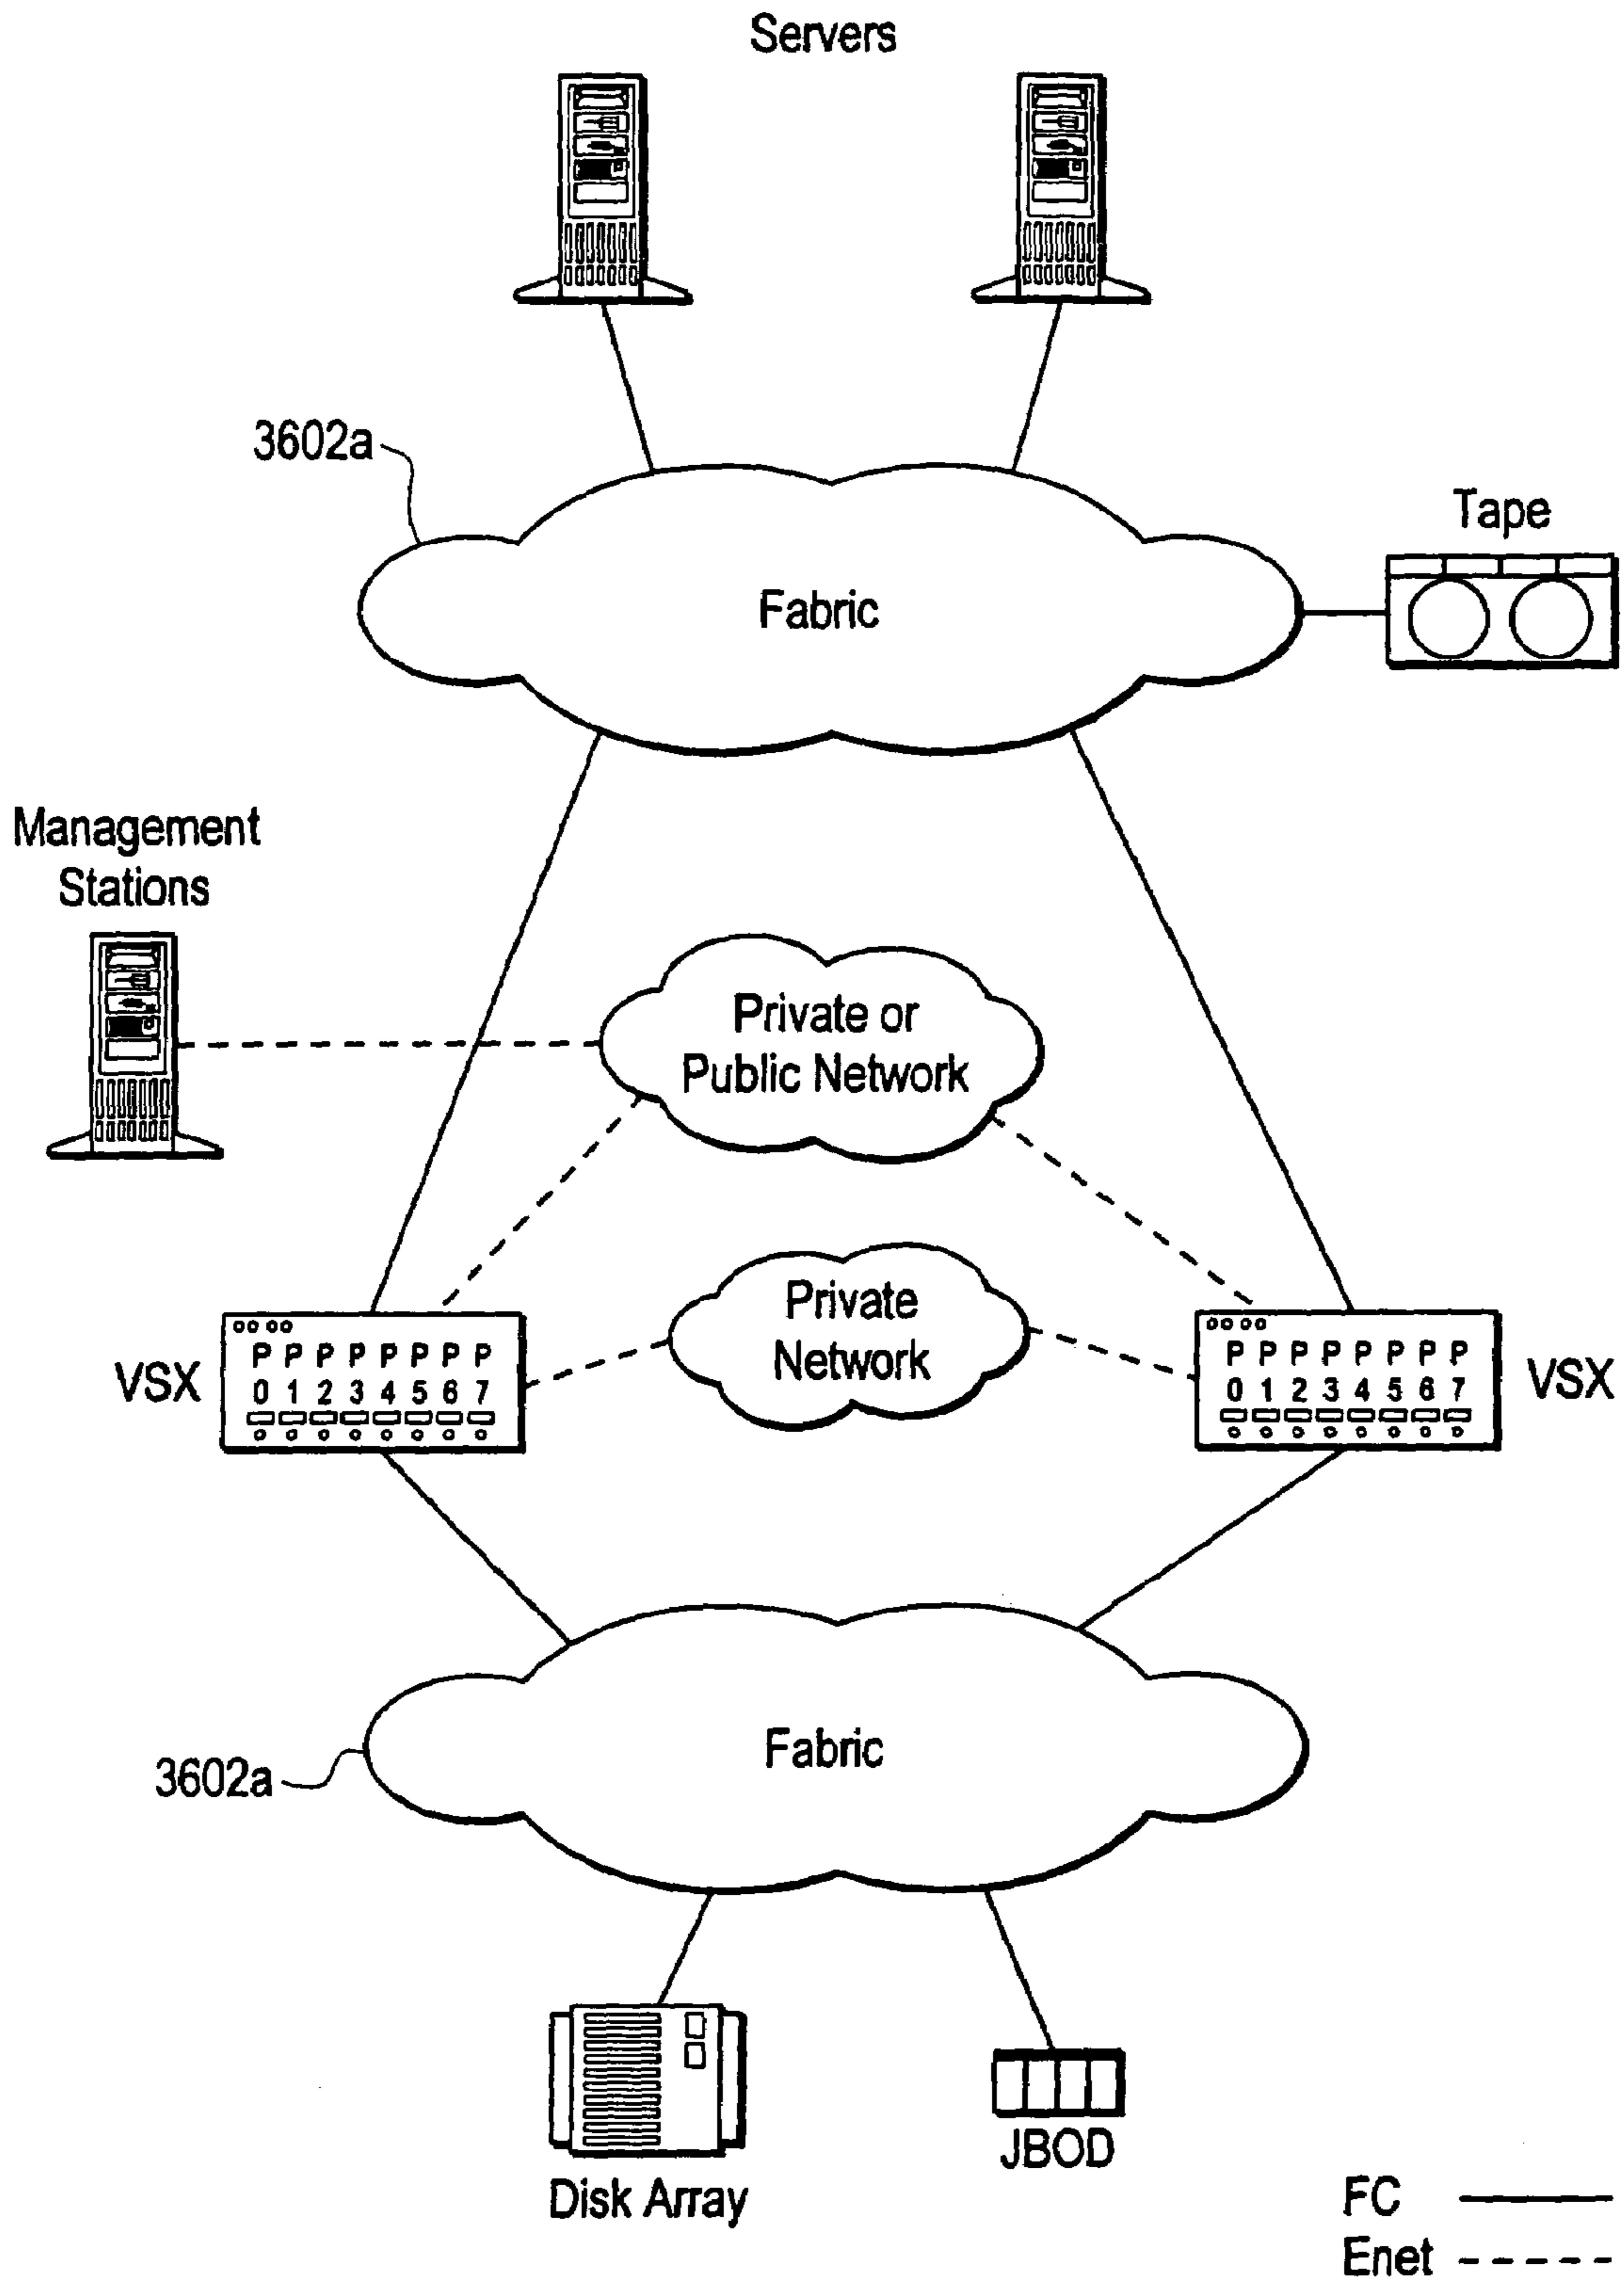 Servers
3602a
Tape
Fabric
Management
Stations
Private or
Public Network
Private
Network
VSX
P P P P P P P P
0 1 2 3 4 5 6 7
P P P P P P P P
0 1 2 3 4 5 6 7
VSX
Fabric
3602a
Disk Array
JBOD
FC
Enet